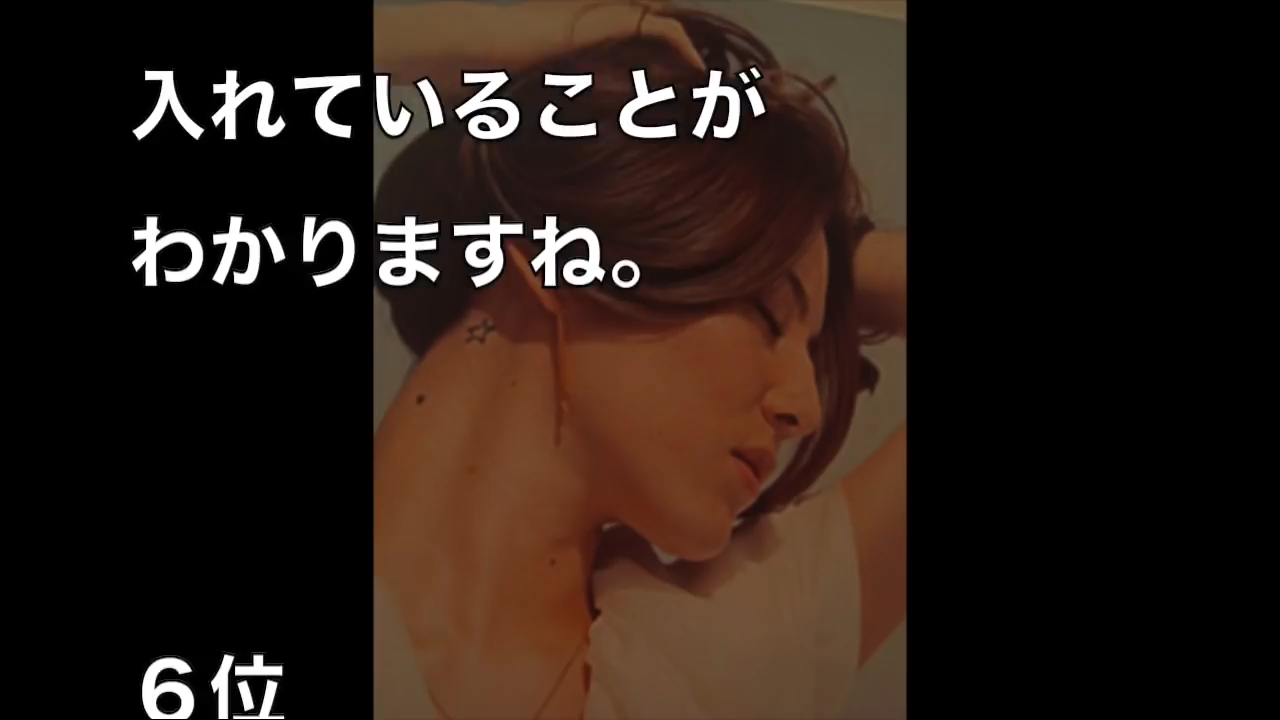 入れていることが
わかりますね。
６位